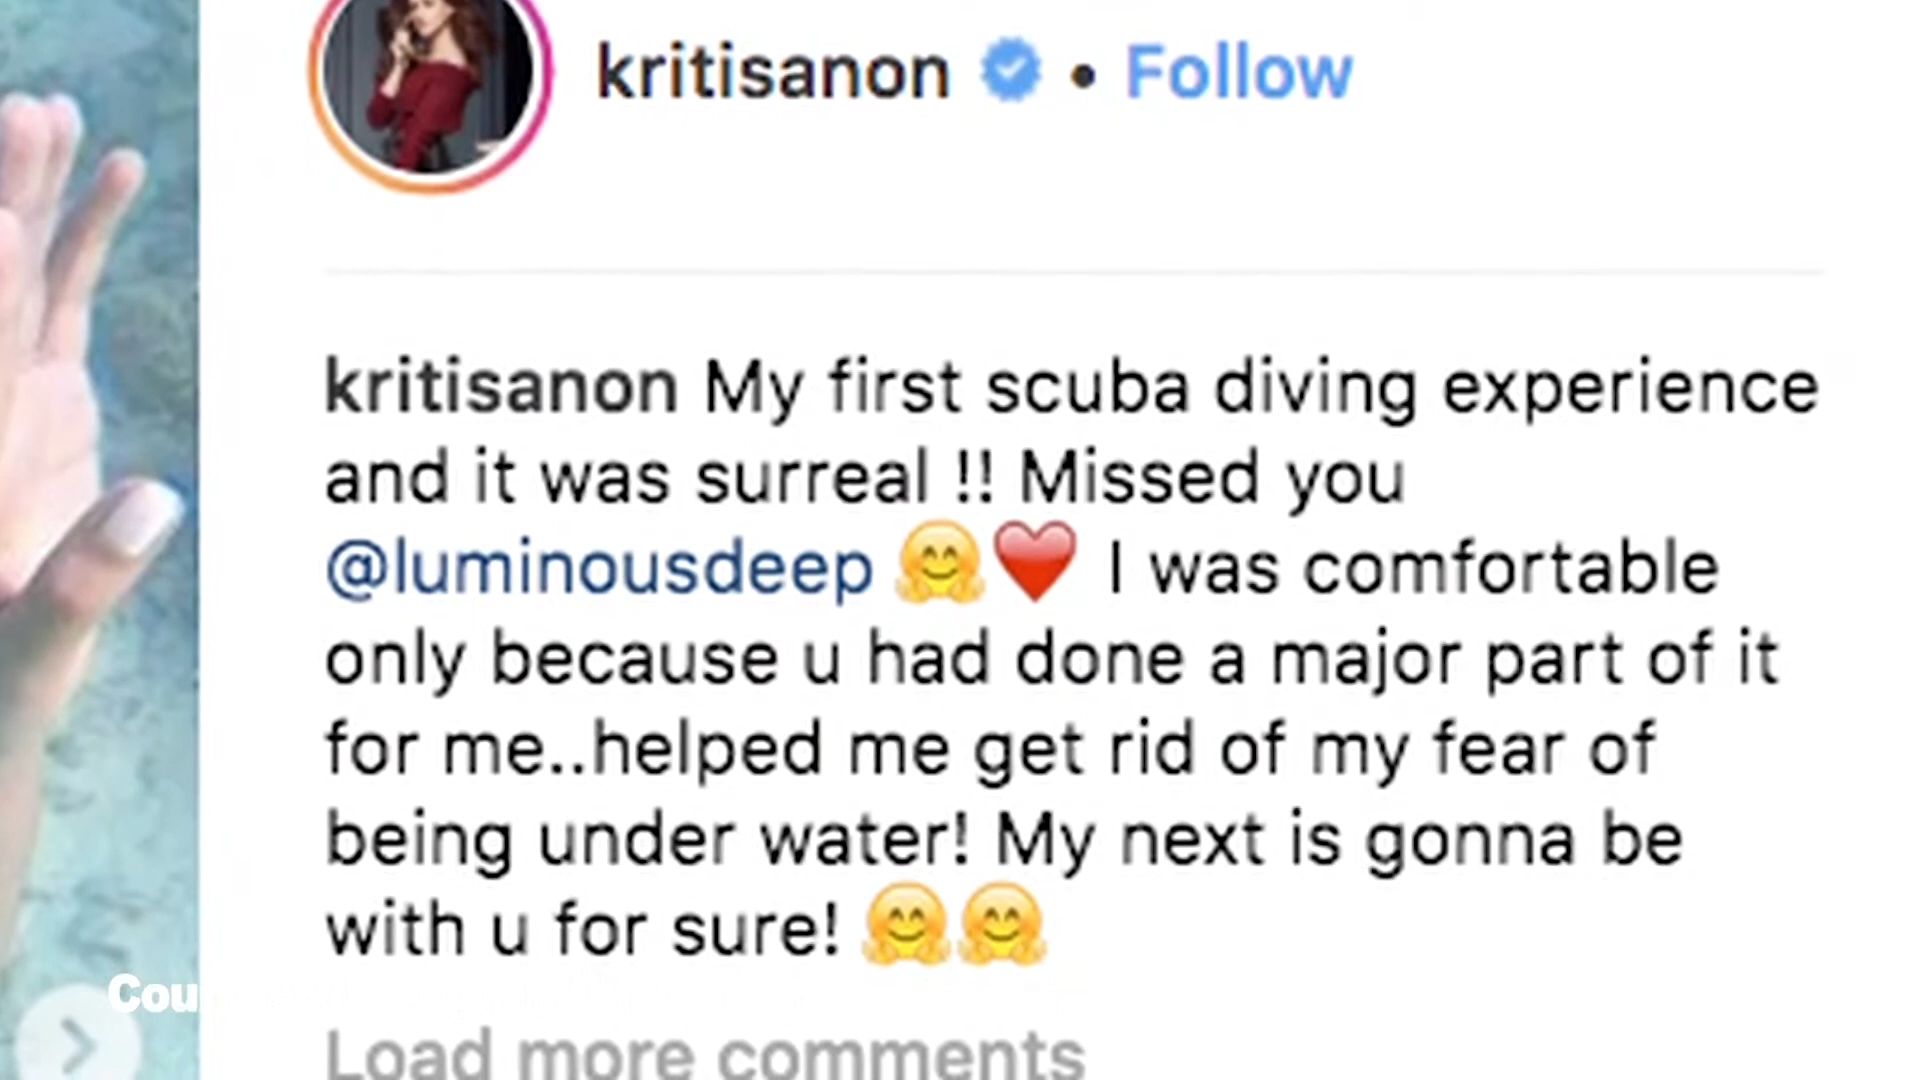 kritisanon • Follow
kritisanon My first scuba diving experience
and it was surreal !! Missed you
@luminousdeep 🤗❤️ I was comfortable
only because u had done a major part of it
for me..helped me get rid of my fear of
being under water! My next is gonna be
with u for sure! 🤗🤗
Load more comments